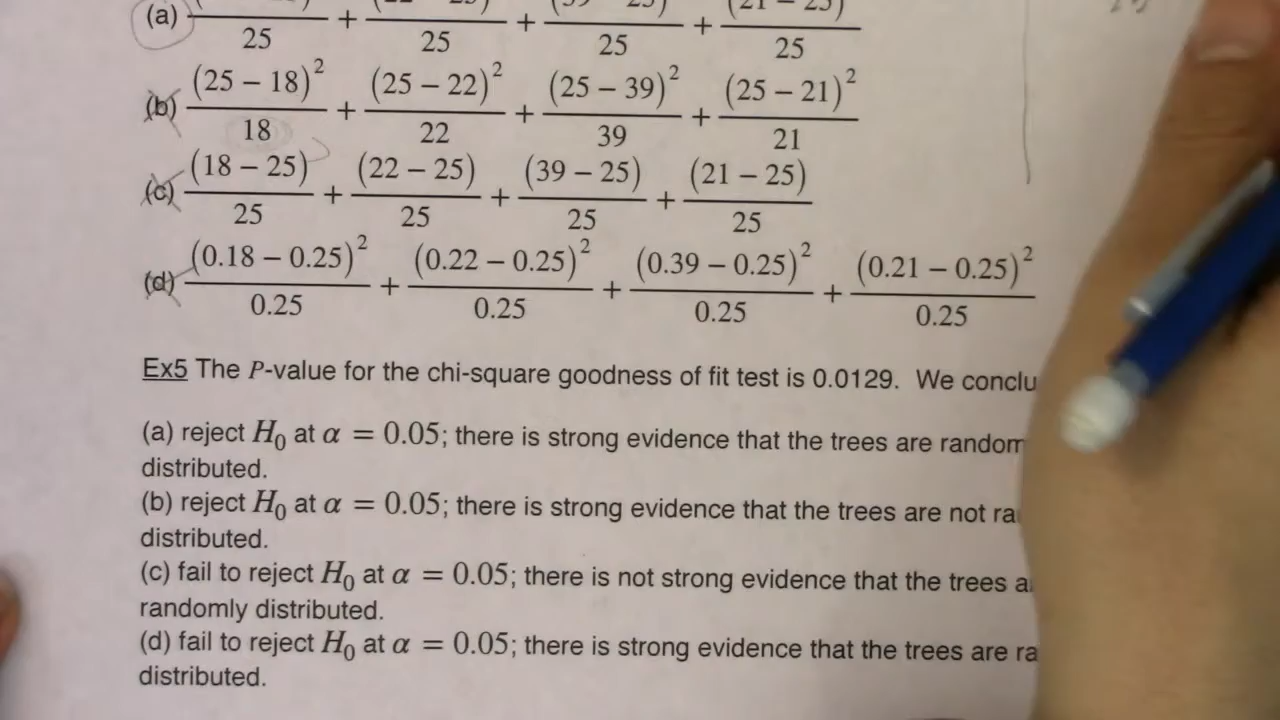 (a) ‾25 + ‾25 + ‾25 + (21 − 25)/25
(b) (25 − 18)²/18 + (25 − 22)²/22 + (25 − 39)²/39 + (25 − 21)²/21
(c) (18 − 25)/25 + (22 − 25)/25 + (39 − 25)/25 + (21 − 25)/25
(d) (0.18 − 0.25)²/0.25 + (0.22 − 0.25)²/0.25 + (0.39 − 0.25)²/0.25 + (0.21 − 0.25)²/0.25
Ex5 The P-value for the chi-square goodness of fit test is 0.0129. We conclu
(a) reject H₀ at α = 0.05; there is strong evidence that the trees are random
distributed.
(b) reject H₀ at α = 0.05; there is strong evidence that the trees are not ra
distributed.
(c) fail to reject H₀ at α = 0.05; there is not strong evidence that the trees a
randomly distributed.
(d) fail to reject H₀ at α = 0.05; there is strong evidence that the trees are ra
distributed.